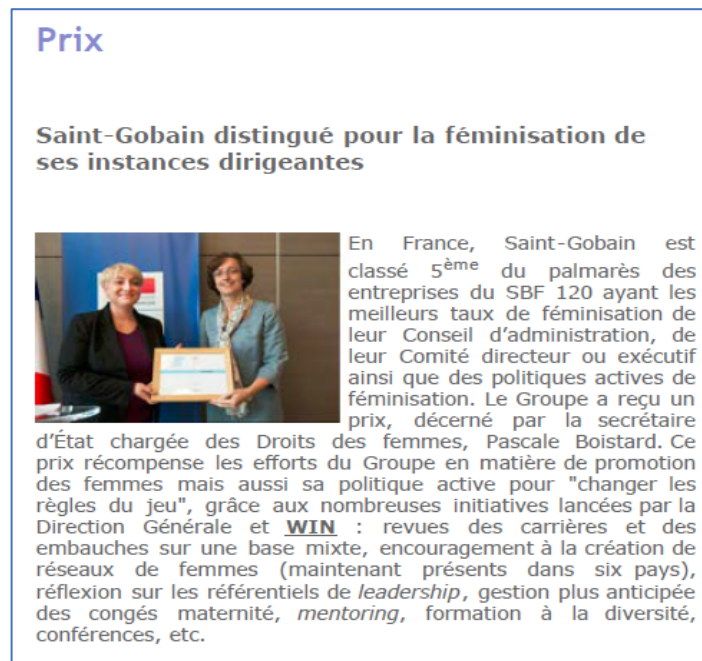 Prix
Saint-Gobain distingué pour la féminisation de
ses instances dirigeantes
En France, Saint-Gobain est
classé 5ème du palmarès des
entreprises du SBF 120 ayant les
meilleurs taux de féminisation de
leur Conseil d’administration, de
leur Comité directeur ou exécutif
ainsi que des politiques actives de
féminisation. Le Groupe a reçu un
prix, décerné par la secrétaire
d’État chargée des Droits des femmes, Pascale Boistard. Ce
prix récompense les efforts du Groupe en matière de promotion
des femmes mais aussi sa politique active pour "changer les
règles du jeu", grâce aux nombreuses initiatives lancées par la
Direction Générale et WIN : revues des carrières et des
embauches sur une base mixte, encouragement à la création de
réseaux de femmes (maintenant présents dans six pays),
réflexion sur les référentiels de leadership, gestion plus anticipée
des congés maternité, mentoring, formation à la diversité,
conférences, etc.